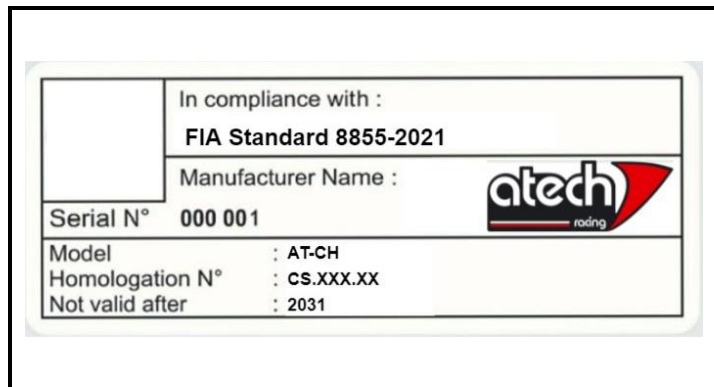 In compliance with :
FIA Standard 8855-2021
Manufacturer Name :
atech
racing
Serial N° 000 001
Model : AT-CH
Homologation N° : CS.XXX.XX
Not valid after : 2031